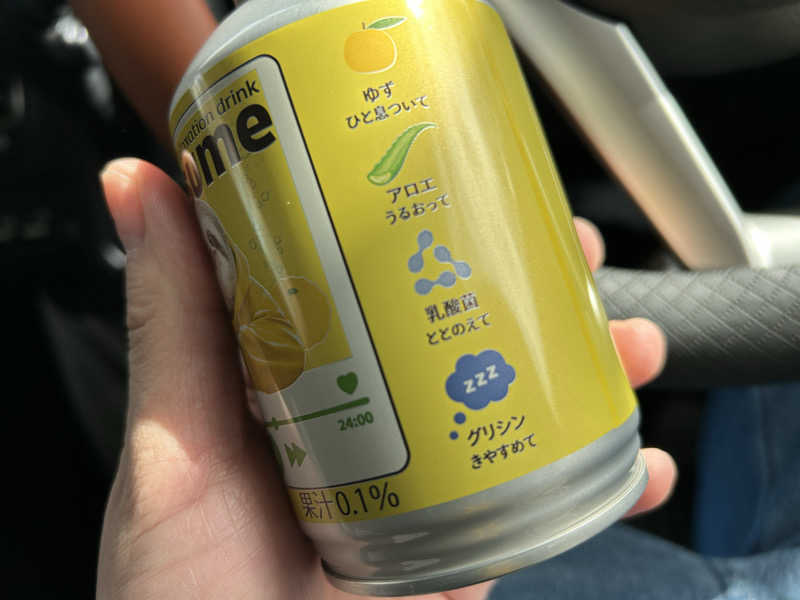 drink
ome
24:00
果汁0.1%
ゆず
ひと息ついて
アロエ
うるおって
乳酸菌
ととのえて
zzz
グリシン
きやすめて